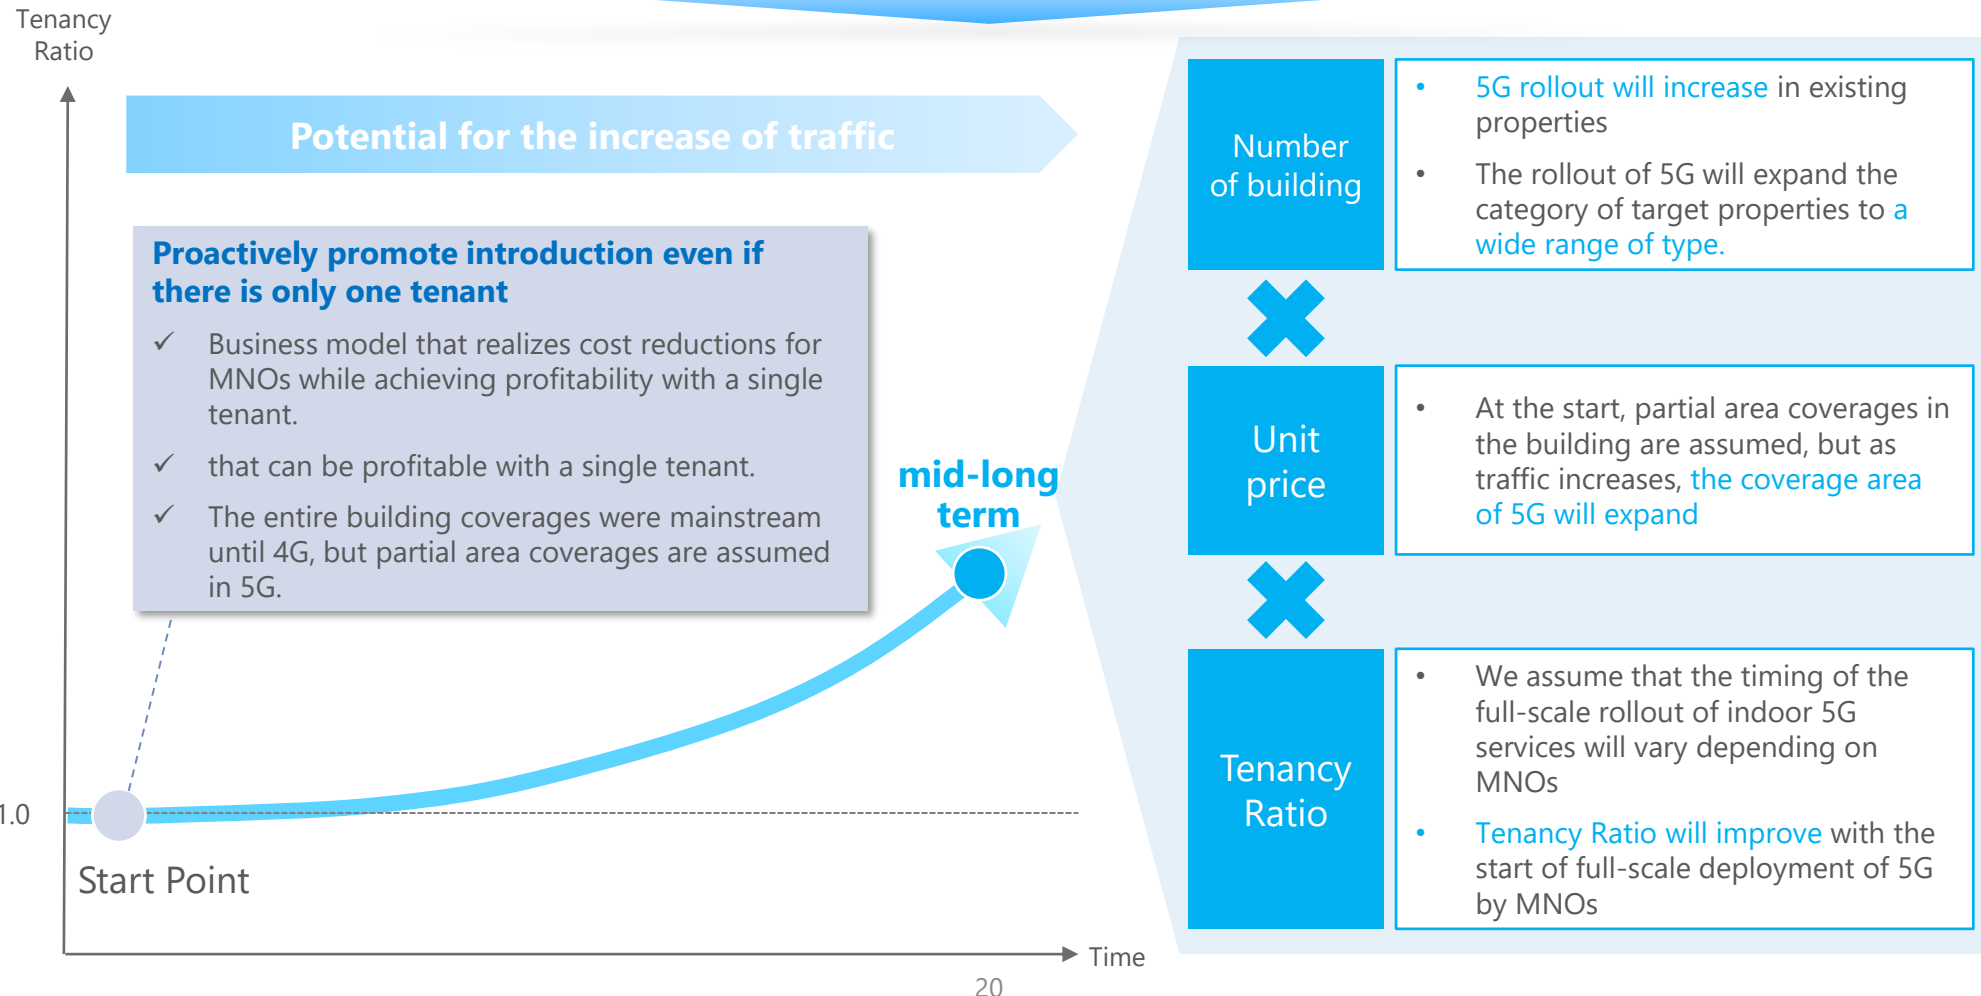 Tenancy
Ratio
Potential for the increase of traffic
Proactively promote introduction even if
there is only one tenant
✓ Business model that realizes cost reductions for
MNOs while achieving profitability with a single
tenant.
✓ that can be profitable with a single tenant.
✓ The entire building coverages were mainstream
until 4G, but partial area coverages are assumed
in 5G.
mid-long
term
1.0
Start Point
Time
Number
of building
• 5G rollout will increase in existing
properties
• The rollout of 5G will expand the
category of target properties to a
wide range of type.
Unit
price
• At the start, partial area coverages in
the building are assumed, but as
traffic increases, the coverage area
of 5G will expand
Tenancy
Ratio
• We assume that the timing of the
full-scale rollout of indoor 5G
services will vary depending on
MNOs
• Tenancy Ratio will improve with the
start of full-scale deployment of 5G
by MNOs
20